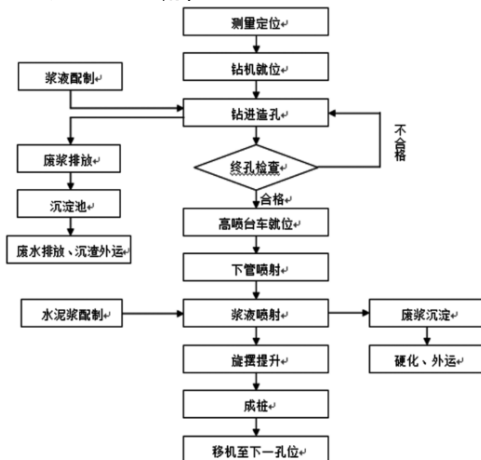 测量定位
钻机就位
浆液配制
钻进造孔
不合格
废浆排放
终孔检查
合格
沉淀池
高喷台车就位
废水排放、沉渣外运
下管喷射
水泥浆配制
浆液喷射
废浆沉淀
旋摆提升
硬化、外运
成桩
移机至下一孔位